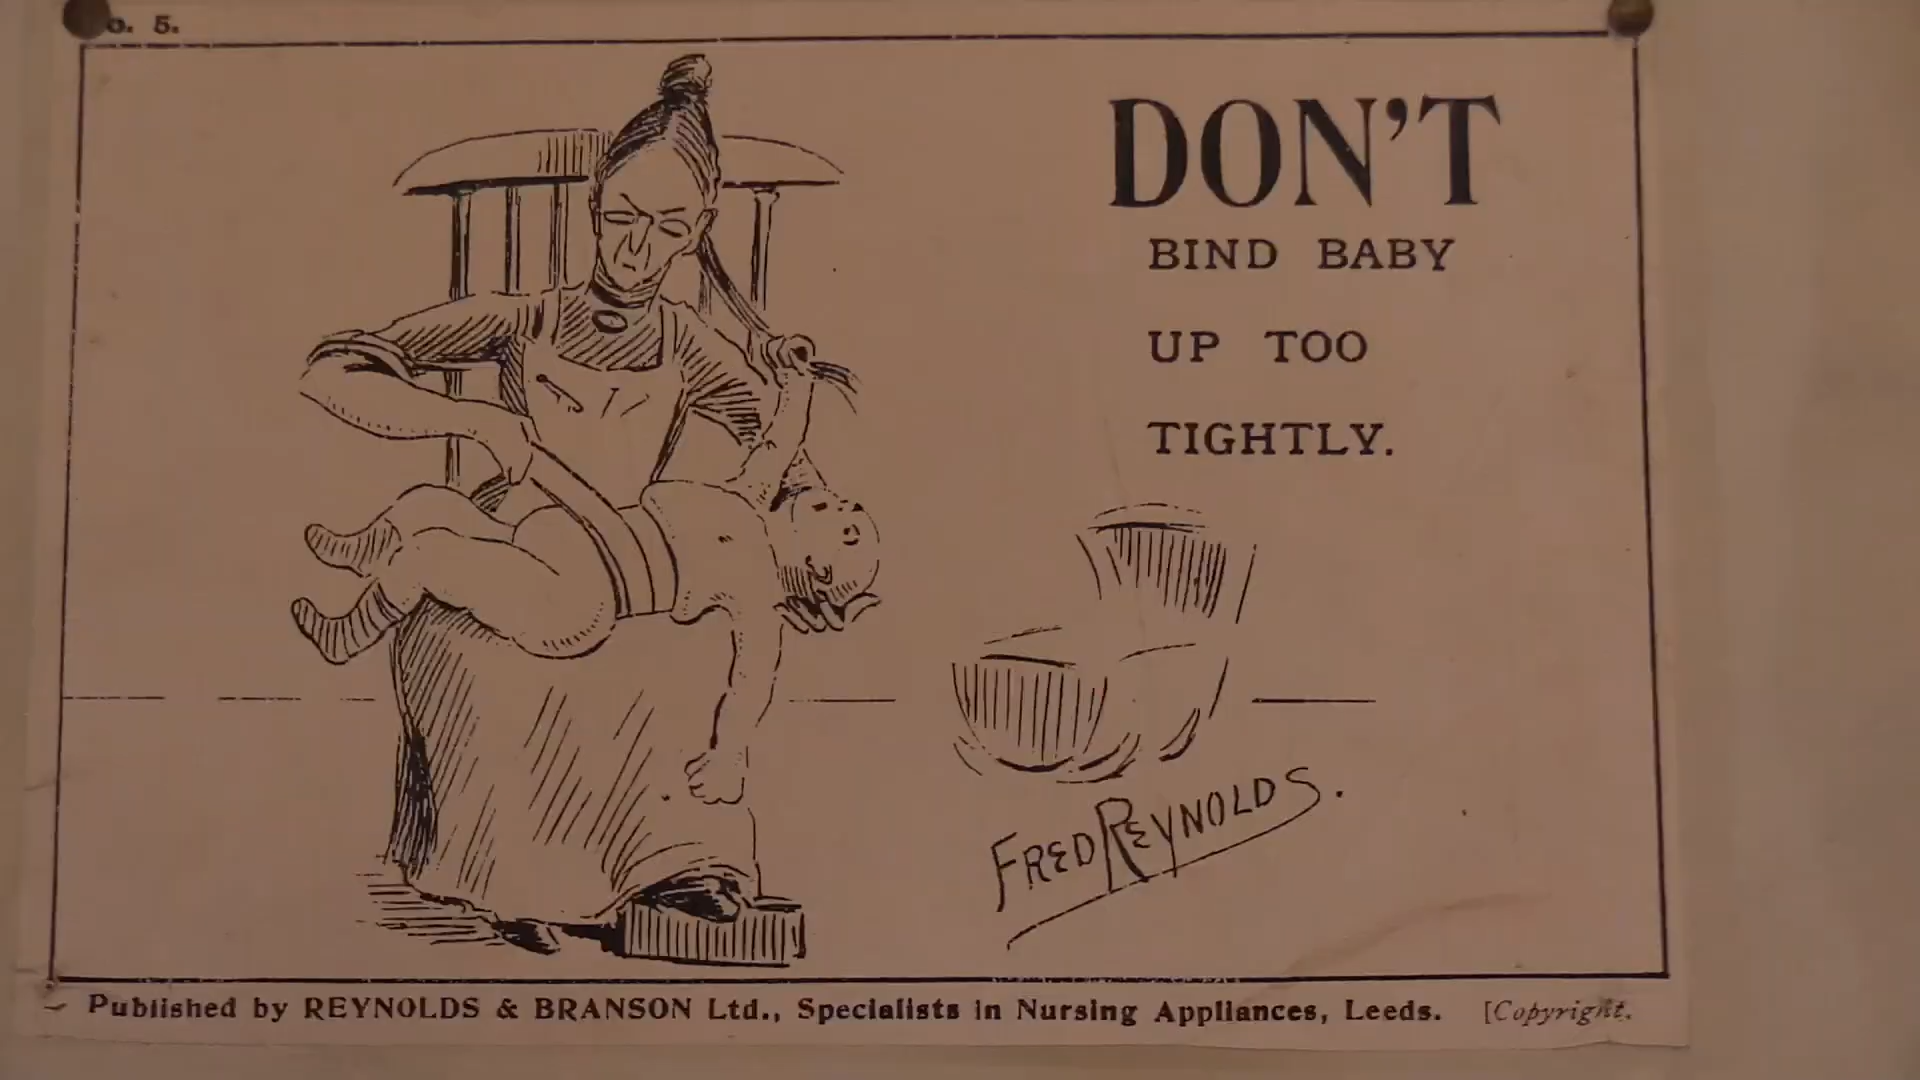 o. 5.
DON'T
BIND BABY
UP TOO
TIGHTLY.
FRED REYNOLDS.
Published by REYNOLDS & BRANSON Ltd., Specialists in Nursing Appliances, Leeds. [Copyright.